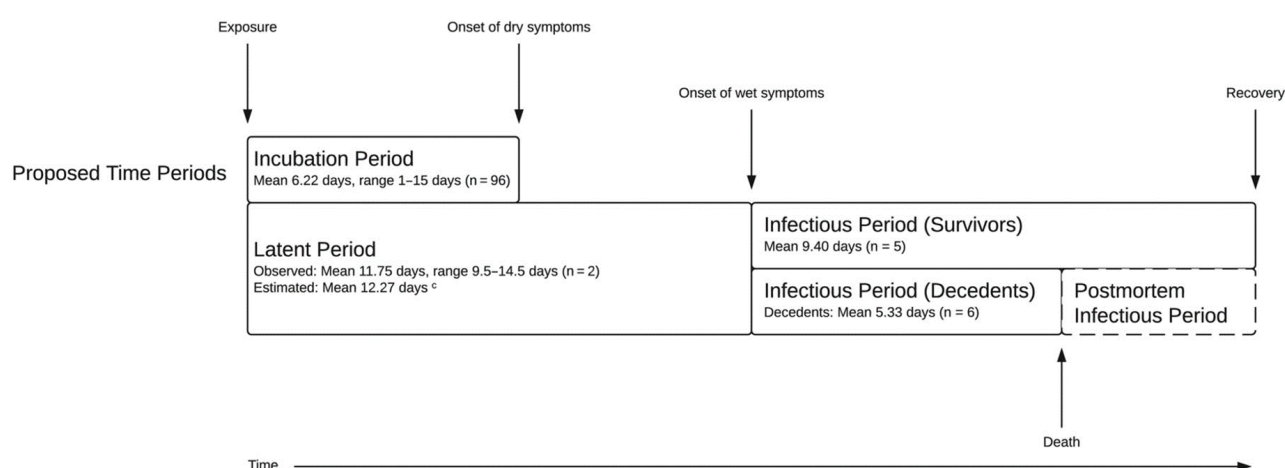 Exposure
Onset of dry symptoms
Onset of wet symptoms
Recovery
Proposed Time Periods
Incubation Period
Mean 6.22 days, range 1–15 days (n = 96)
Latent Period
Observed: Mean 11.75 days, range 9.5–14.5 days (n = 2)
Estimated: Mean 12.27 days ᶜ
Infectious Period (Survivors)
Mean 9.40 days (n = 5)
Infectious Period (Decedents)
Decedents: Mean 5.33 days (n = 6)
Postmortem
Infectious Period
Death
Time